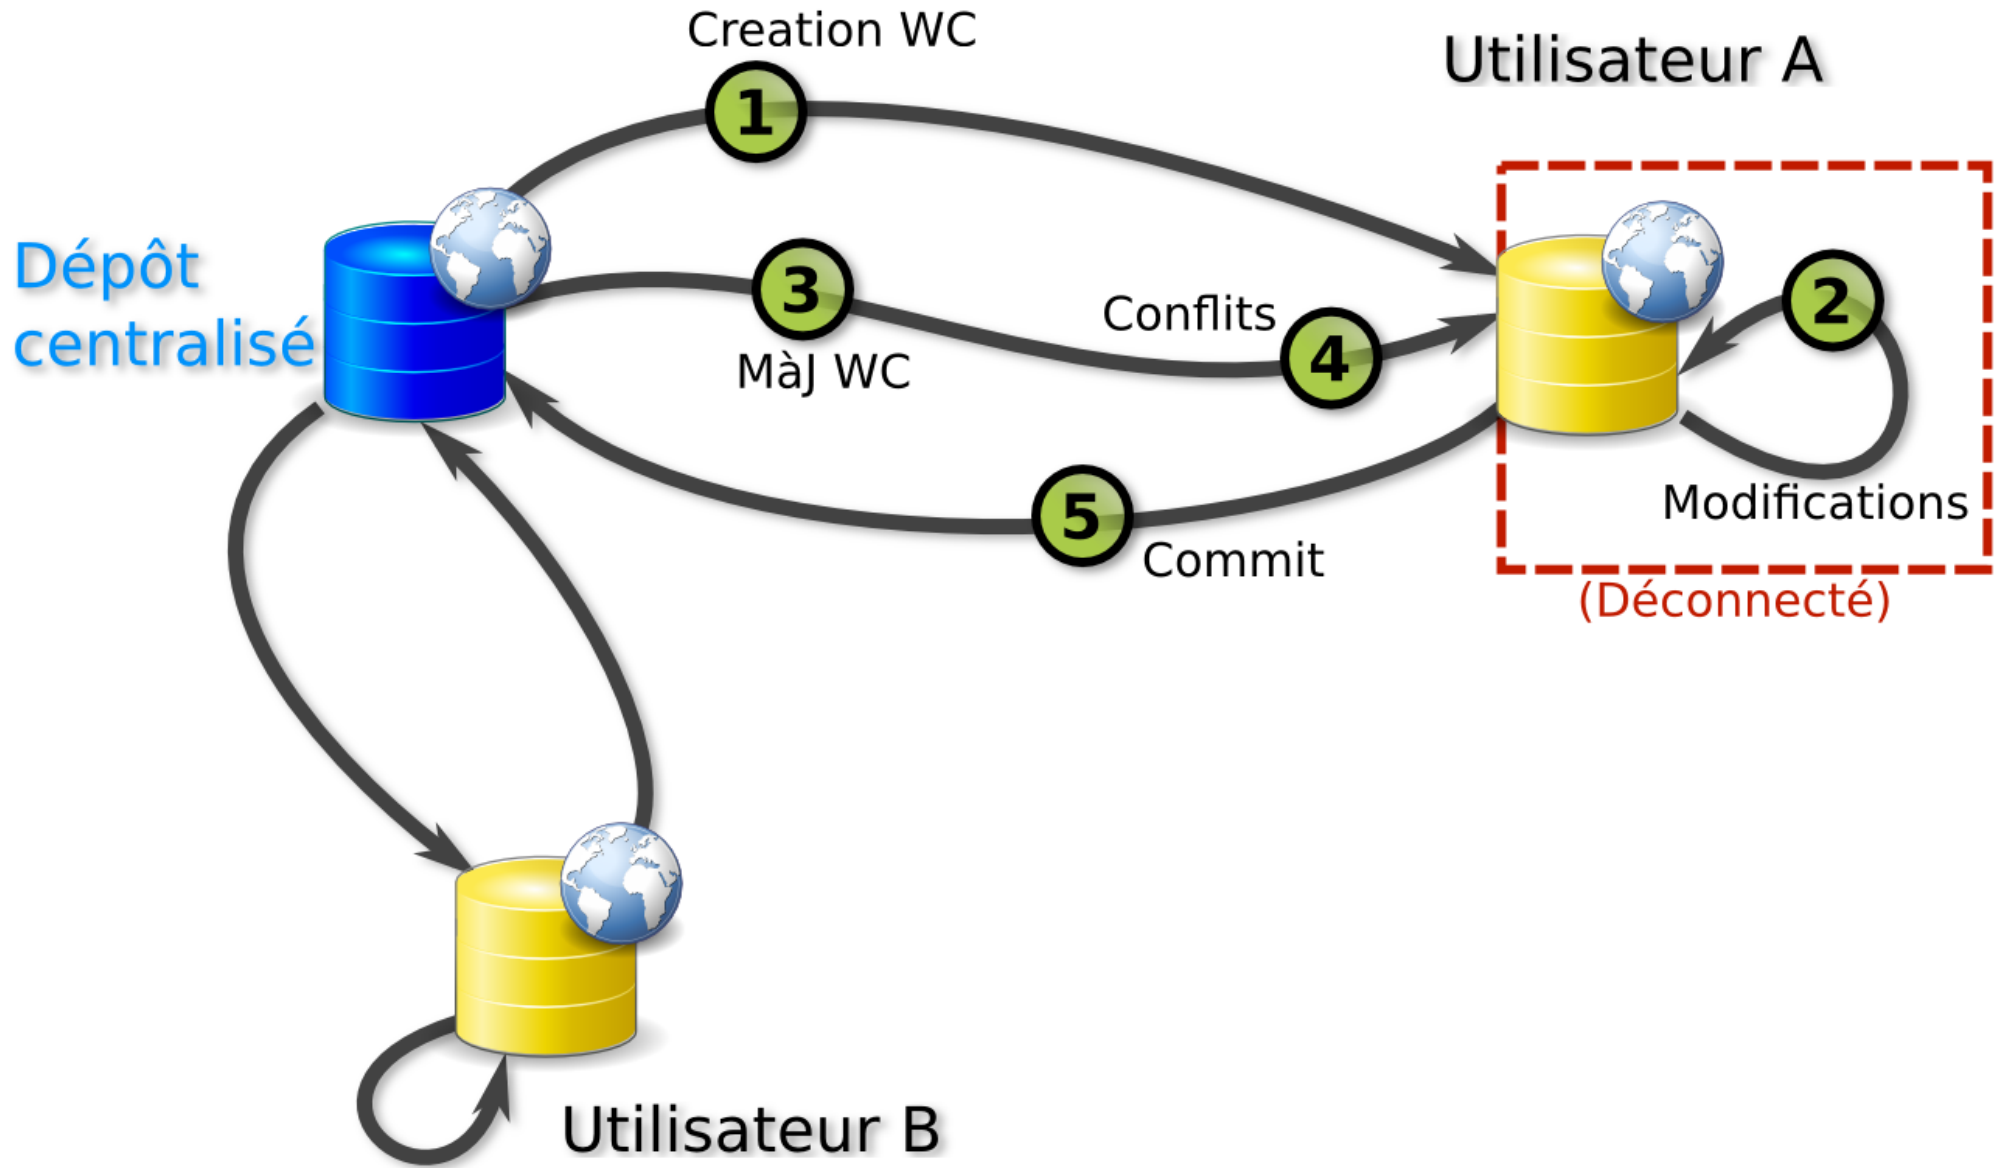 Creation WC
Utilisateur A
1
Dépôt
centralisé
3
MàJ WC
Conflits
4
2
Modifications
5
Commit
(Déconnecté)
Utilisateur B